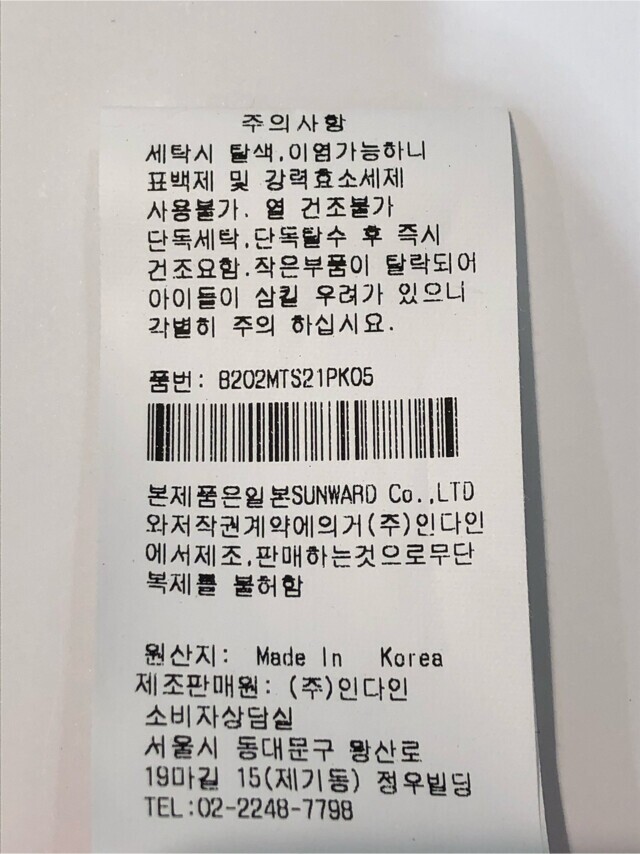 주의사항
세탁시 탈색.이염가능하니
표백제 및 강력효소세제
사용불가. 열 건조불가
단독세탁.단독탈수 후 즉시
건조요함.작은부품이 탈락되어
아이들이 삼킬 우려가 있으니
각별히 주의 하십시요.
품번: B202MTS21PK05
본제품은일본SUNWARD Co.,LTD
와저작권계약에의거(주)인다인
에서제조.판매하는것으로무단
복제를 불허함
원산지: Made In Korea
제조판매원: (주)인다인
소비자상담실
서울시 동대문구 왕산로
19마길 15(제기동) 정우빌딩
TEL:02-2248-7798